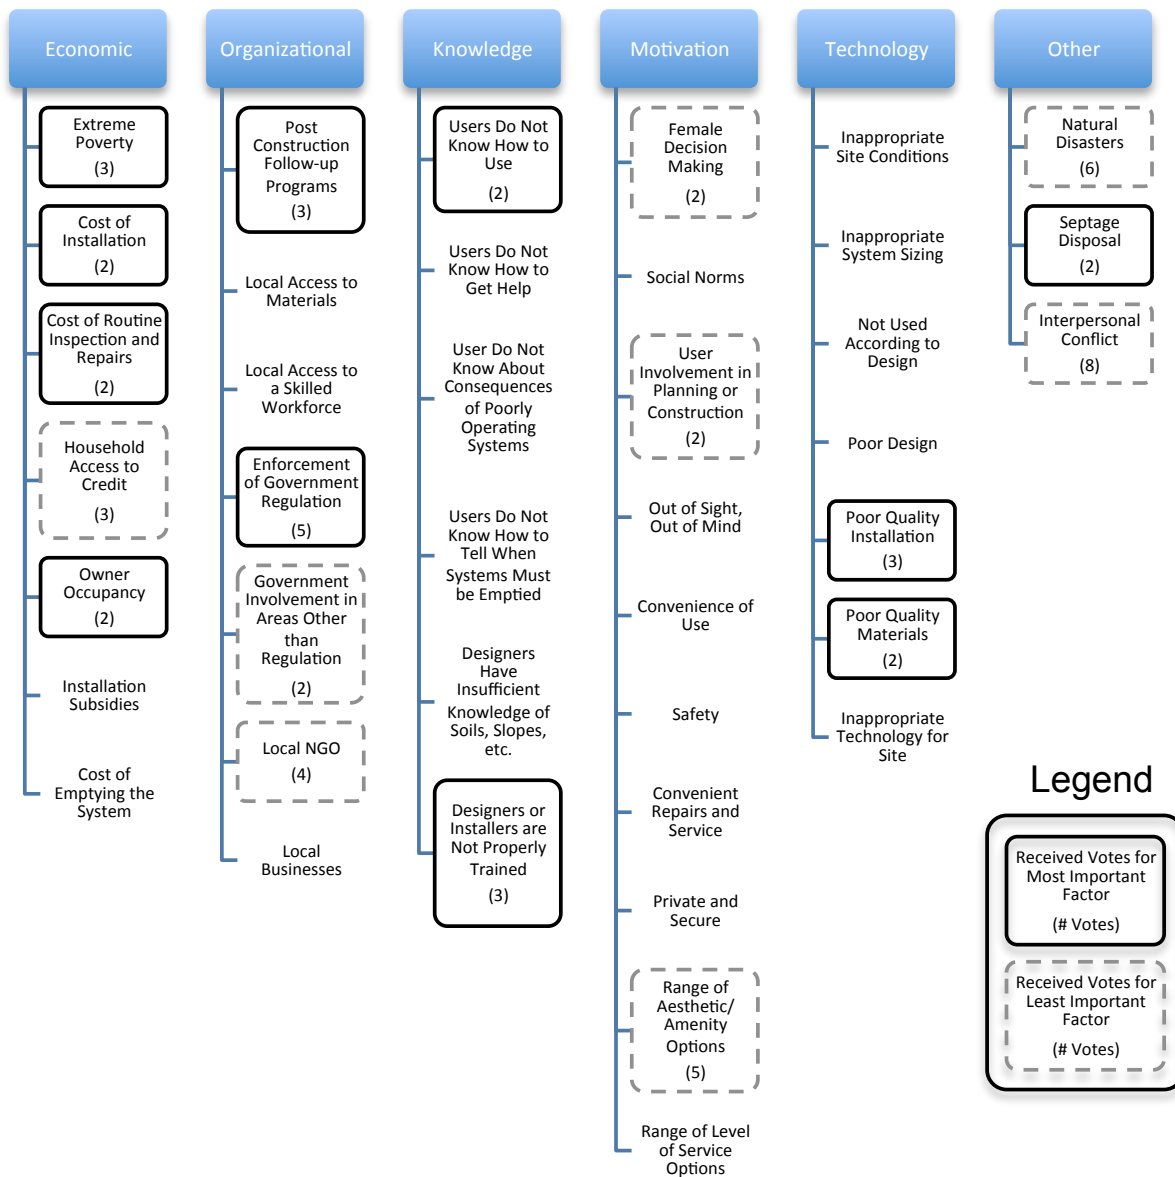 Economic
Extreme
Poverty
(3)
Cost of
Installation
(2)
Cost of Routine
Inspection and
Repairs
(2)
Household
Access to
Credit
(3)
Owner
Occupancy
(2)
Installation
Subsidies
Cost of
Emptying the
System
Organizational
Post
Construction
Follow-up
Programs
(3)
Local Access to
Materials
Local Access to
a Skilled
Workforce
Enforcement
of Government
Regulation
(5)
Government
Involvement in
Areas Other
than
Regulation
(2)
Local NGO
(4)
Local
Businesses
Knowledge
Users Do Not
Know How to
Use
(2)
Users Do Not
Know How to
Get Help
User Do Not
Know About
Consequences
of Poorly
Operating
Systems
Users Do Not
Know How to
Tell When
Systems Must
be Emptied
Designers
Have
Insufficient
Knowledge of
Soils, Slopes,
etc.
Designers or
Installers are
Not Properly
Trained
(3)
Motivation
Female
Decision
Making
(2)
Social Norms
User
Involvement in
Planning or
Construction
(2)
Out of Sight,
Out of Mind
Convenience of
Use
Safety
Convenient
Repairs and
Service
Private and
Secure
Range of
Aesthetic/
Amenity
Options
(5)
Range of Level
of Service
Options
Technology
Inappropriate
Site Conditions
Inappropriate
System Sizing
Not Used
According to
Design
Poor Design
Poor Quality
Installation
(3)
Poor Quality
Materials
(2)
Inappropriate
Technology for
Site
Other
Natural
Disasters
(6)
Septage
Disposal
(2)
Interpersonal
Conflict
(8)
Legend
Received Votes for
Most Important
Factor
(# Votes)
Received Votes for
Least Important
Factor
(# Votes)